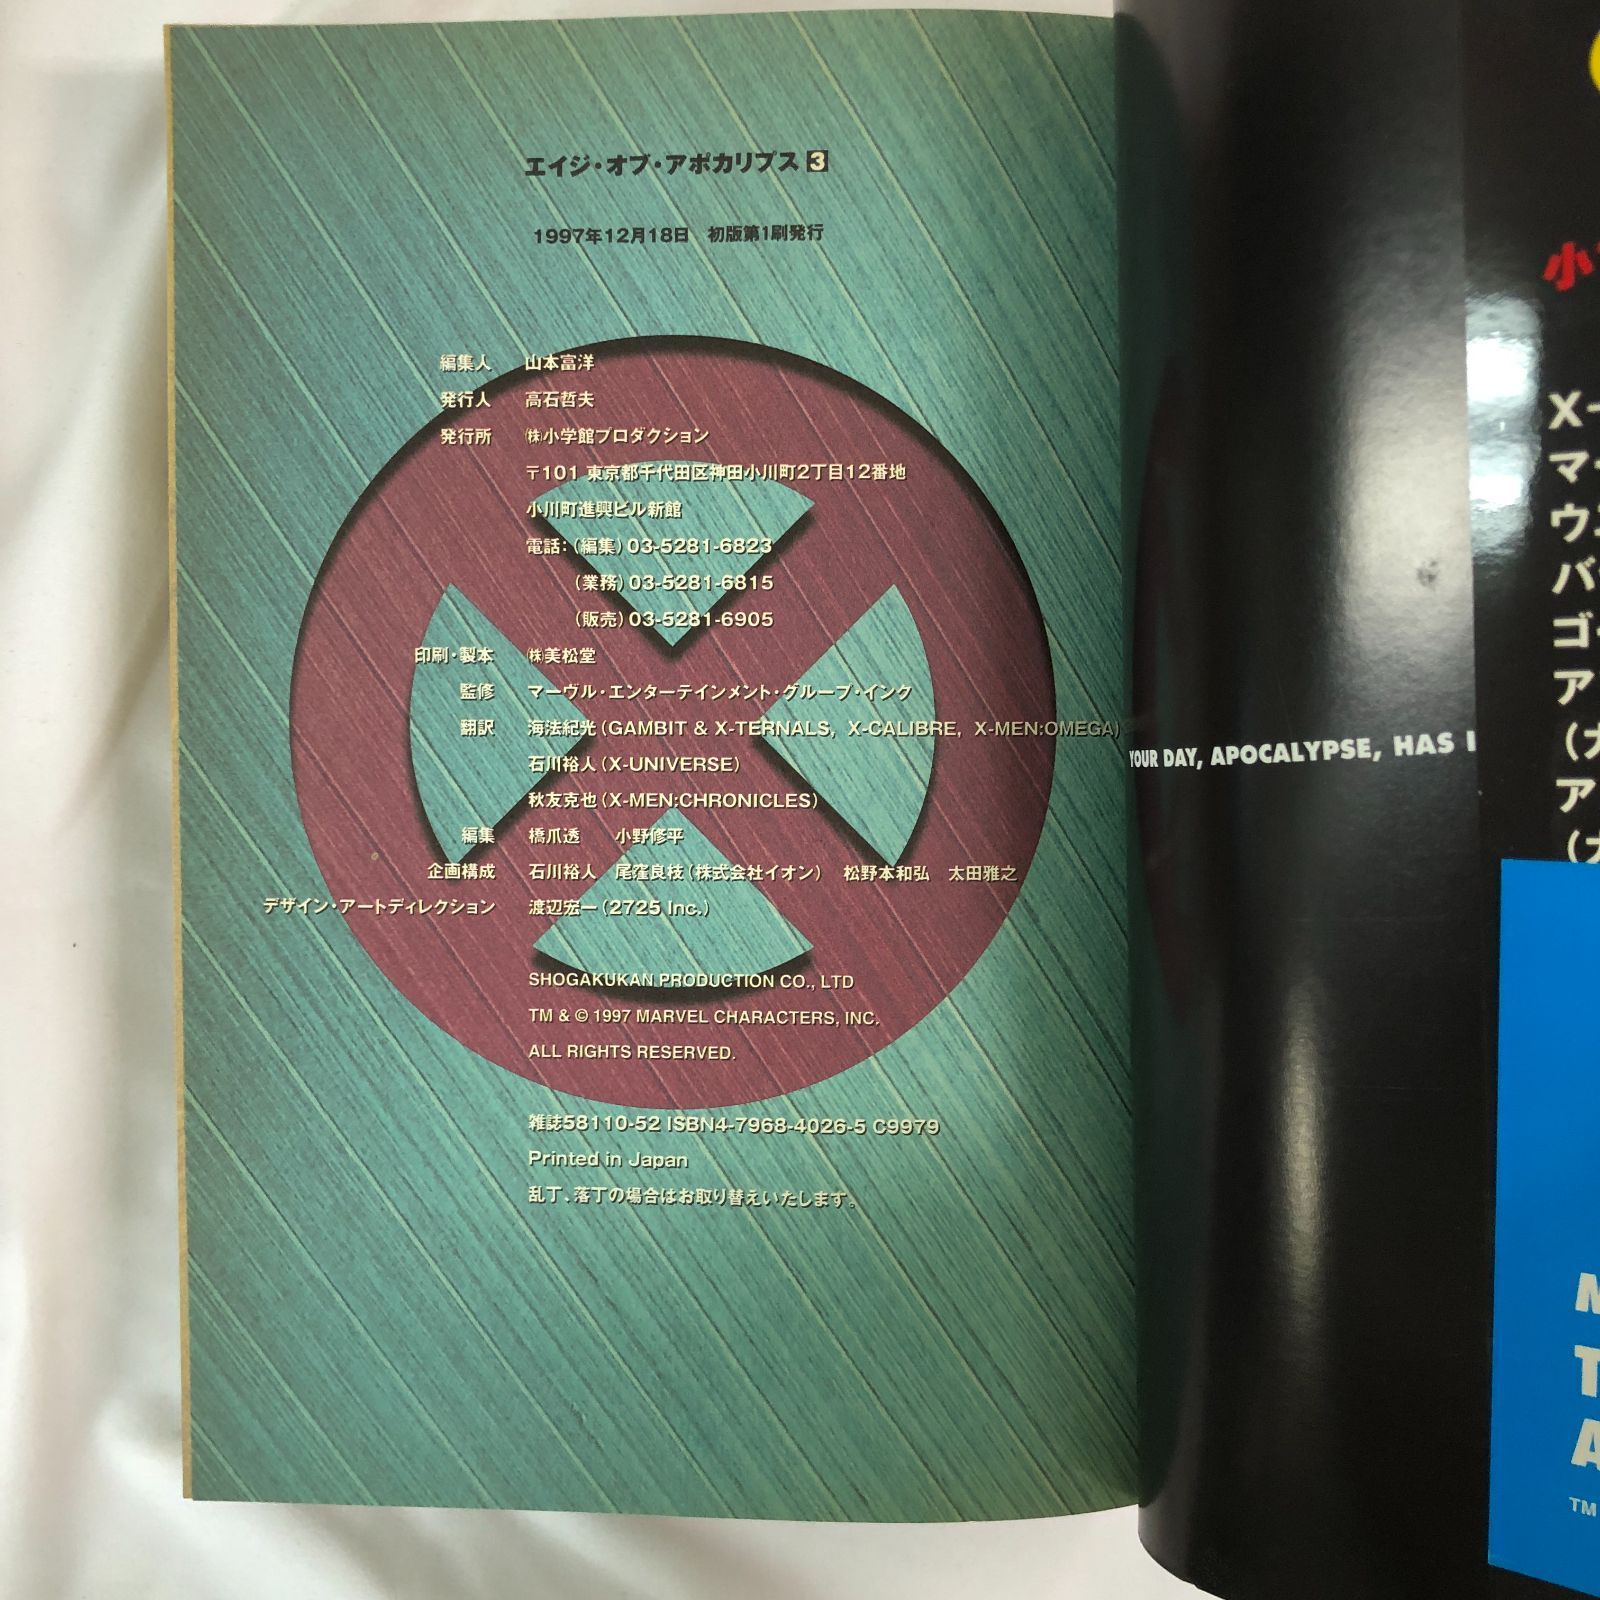 エイジ・オブ・アポカリプス 3
1997年12月18日 初版第1刷発行
編集人 山本富洋
発行人 高石哲夫
発行所 ㈱小学館プロダクション
〒101 東京都千代田区神田小川町2丁目12番地
小川町進興ビル新館
電話:(編集)03-5281-6823
(業務)03-5281-6815
(販売)03-5281-6905
印刷・製本 ㈱美松堂
監修 マーヴル・エンターテインメント・グループ・インク
翻訳 海法紀光(GAMBIT & X-TERNALS, X-CALIBRE, X-MEN:OMEGA)
石川裕人(X-UNIVERSE)
秋友克也(X-MEN:CHRONICLES)
編集 橋爪透 小野修平
企画構成 石川裕人 尾窪良枝(株式会社イオン) 松野本和弘 太田雅之
デザイン・アートディレクション 渡辺宏一(2725 Inc.)
SHOGAKUKAN PRODUCTION CO., LTD
TM & © 1997 MARVEL CHARACTERS, INC.
ALL RIGHTS RESERVED.
雑誌58110-52 ISBN4-7968-4026-5 C9979
Printed in Japan
乱丁、落丁の場合はお取り替えいたします。
YOUR DAY, APOCALYPSE, HAS
小
X
マ
ウ
バ
ゴ
ア
(
ア
(
M
T
A
TM